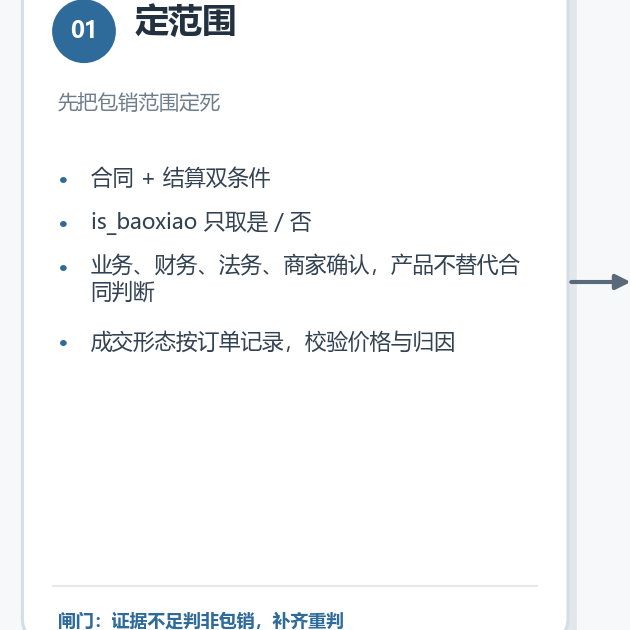 01
定范围
先把包销范围定死
• 合同 + 结算双条件
• is_baoxiao 只取是 / 否
• 业务、财务、法务、商家确认，产品不替代合
同判断
• 成交形态按订单记录，校验价格与归因
闸门：证据不足判非包销，补齐重判